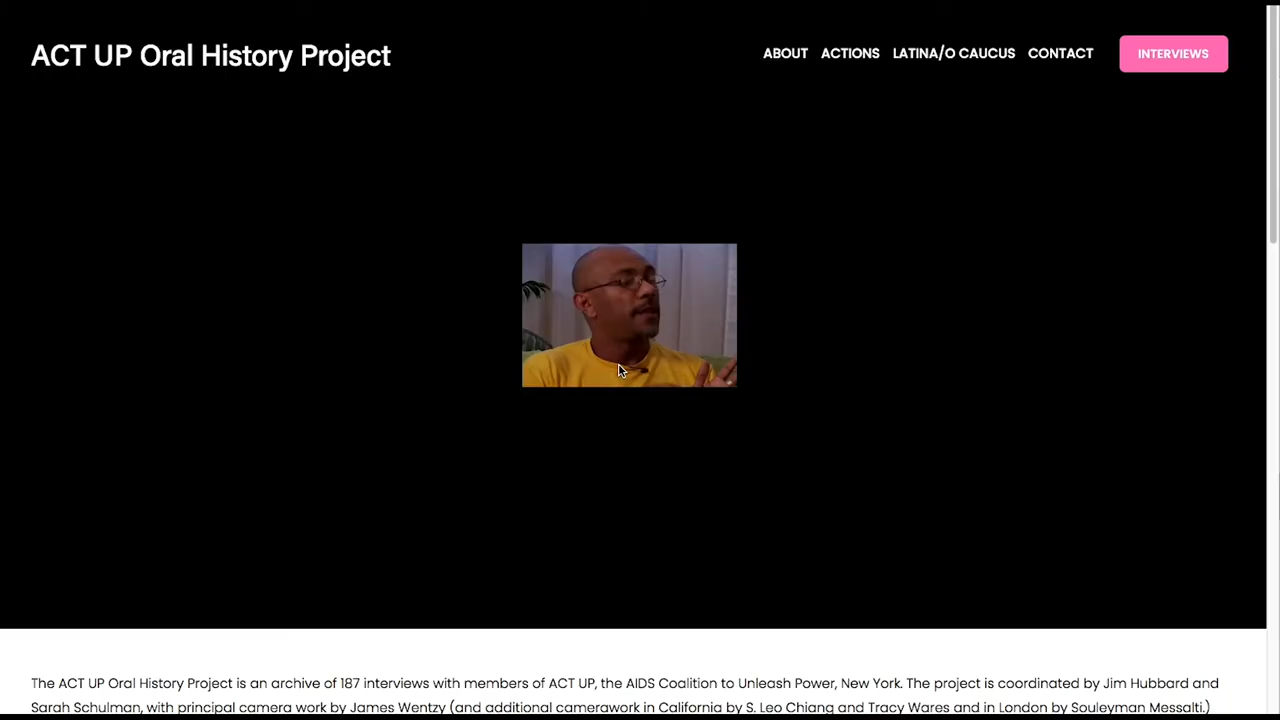 ACT UP Oral History Project
ABOUT ACTIONS LATINA/O CAUCUS CONTACT INTERVIEWS
The ACT UP Oral History Project is an archive of 187 interviews with members of ACT UP, the AIDS Coalition to Unleash Power, New York. The project is coordinated by Jim Hubbard and
Sarah Schulman, with principal camera work by James Wentzy (and additional camerawork in California by S. Leo Chiang and Tracy Wares and in London by Souleyman Messalti.)